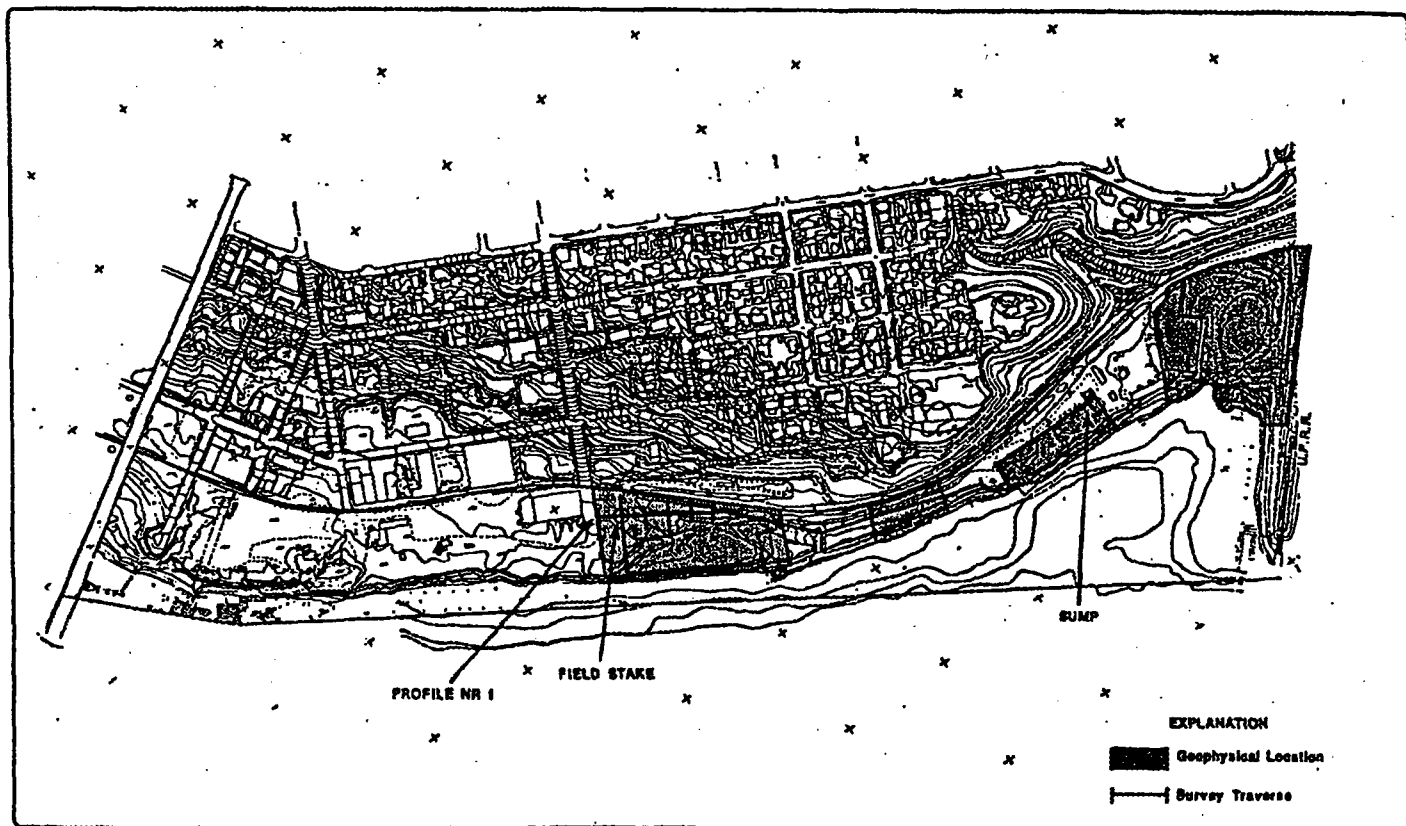 U.P.R.R.
SUMP
FIELD STAKE
PROFILE NR 1
EXPLANATION
Geophysical Location
Survey Traverse